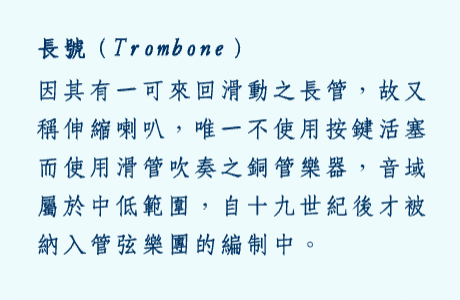 長號（Trombone）
因其有一可來回滑動之長管，故又
稱伸縮喇叭，唯一不使用按鍵活塞
而使用滑管吹奏之銅管樂器，音域
屬於中低範圍，自十九世紀後才被
納入管弦樂團的編制中。